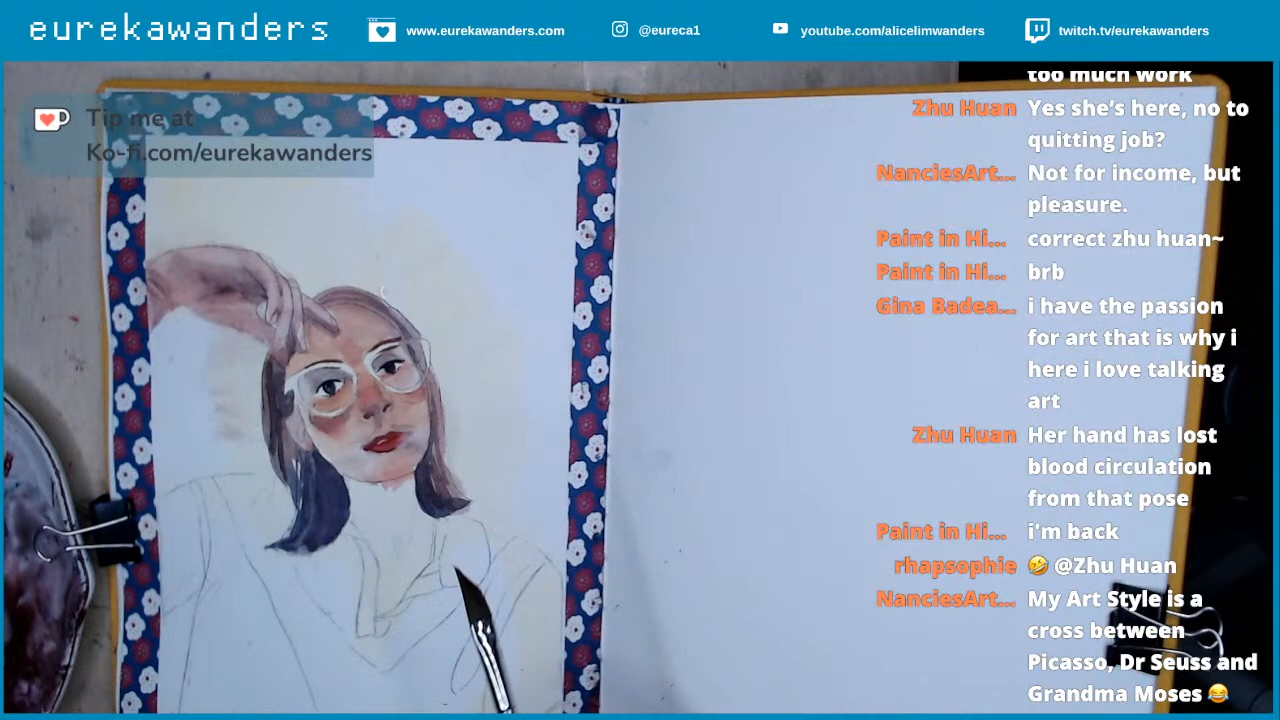 eurekawanders
www.eurekawanders.com
@eureca1
youtube.com/alicelimwanders
twitch.tv/eurekawanders
Tip me at
Ko-fi.com/eurekawanders
too much work
Zhu Huan Yes she's here, no to
quitting job?
NanciesArt... Not for income, but
pleasure.
Paint in Hi... correct zhu huan~
Paint in Hi... brb
Gina Badea... i have the passion
for art that is why i
here i love talking
art
Zhu Huan Her hand has lost
blood circulation
from that pose
Paint in Hi... i'm back
rhapsophie 🤣 @Zhu Huan
NanciesArt... My Art Style is a
cross between
Picasso, Dr Seuss and
Grandma Moses 😂